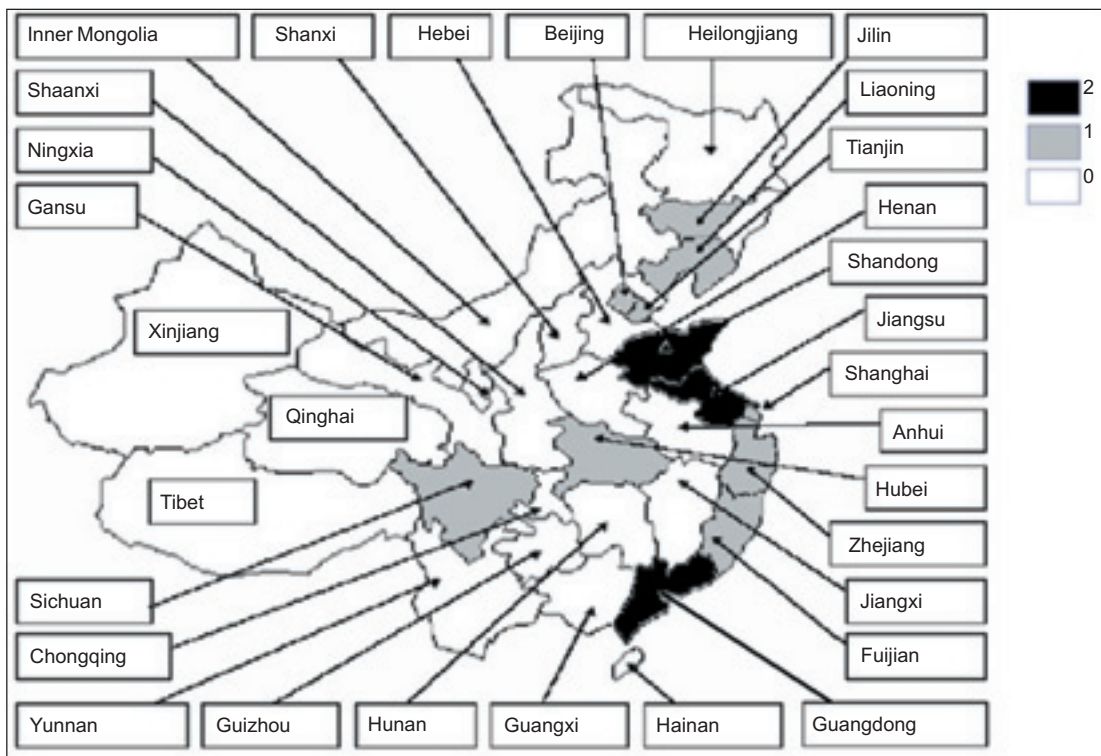 Inner Mongolia
Shanxi
Hebei
Beijing
Heilongjiang
Jilin
Shaanxi
Liaoning
Ningxia
Tianjin
Gansu
Henan
Shandong
Xinjiang
Jiangsu
Shanghai
Qinghai
Anhui
Tibet
Hubei
Zhejiang
Sichuan
Jiangxi
Chongqing
Fuijian
Yunnan
Guizhou
Hunan
Guangxi
Hainan
Guangdong
2
1
0